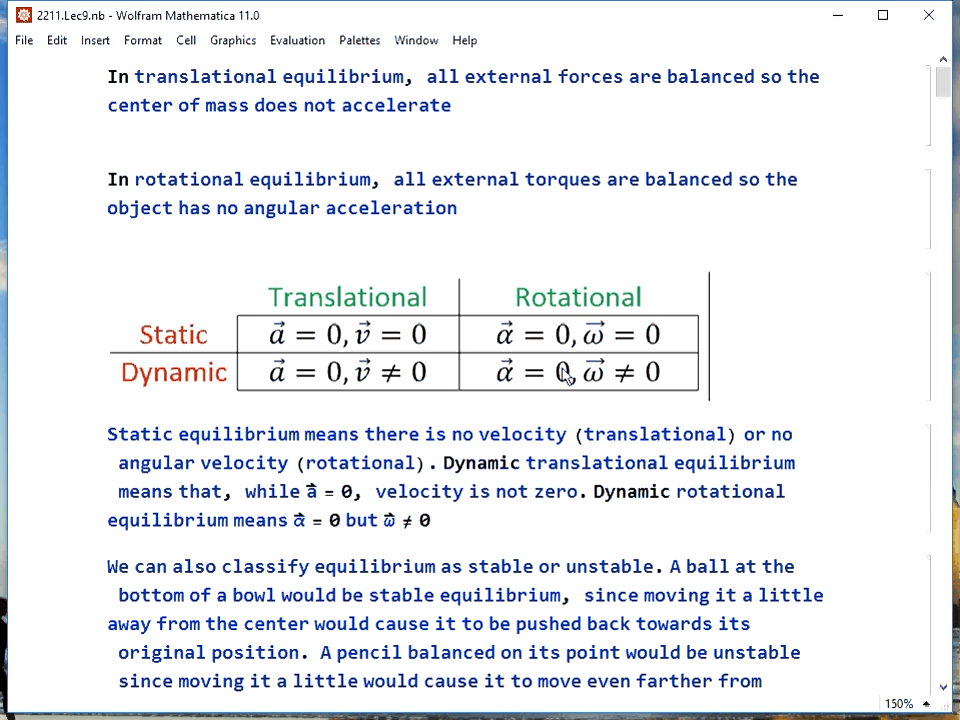 2211.Lec9.nb - Wolfram Mathematica 11.0
File Edit Insert Format Cell Graphics Evaluation Palettes Window Help
In translational equilibrium, all external forces are balanced so the
center of mass does not accelerate
In rotational equilibrium, all external torques are balanced so the
object has no angular acceleration
Translational Rotational
Static a⃗ = 0, v⃗ = 0 α⃗ = 0, ω⃗ = 0
Dynamic a⃗ = 0, v⃗ ≠ 0 α⃗ = 0, ω⃗ ≠ 0
Static equilibrium means there is no velocity (translational) or no
angular velocity (rotational). Dynamic translational equilibrium
means that, while a⃗ = 0, velocity is not zero. Dynamic rotational
equilibrium means α⃗ = 0 but ω⃗ ≠ 0
We can also classify equilibrium as stable or unstable. A ball at the
bottom of a bowl would be stable equilibrium, since moving it a little
away from the center would cause it to be pushed back towards its
original position. A pencil balanced on its point would be unstable
since moving it a little would cause it to move even farther from
150%